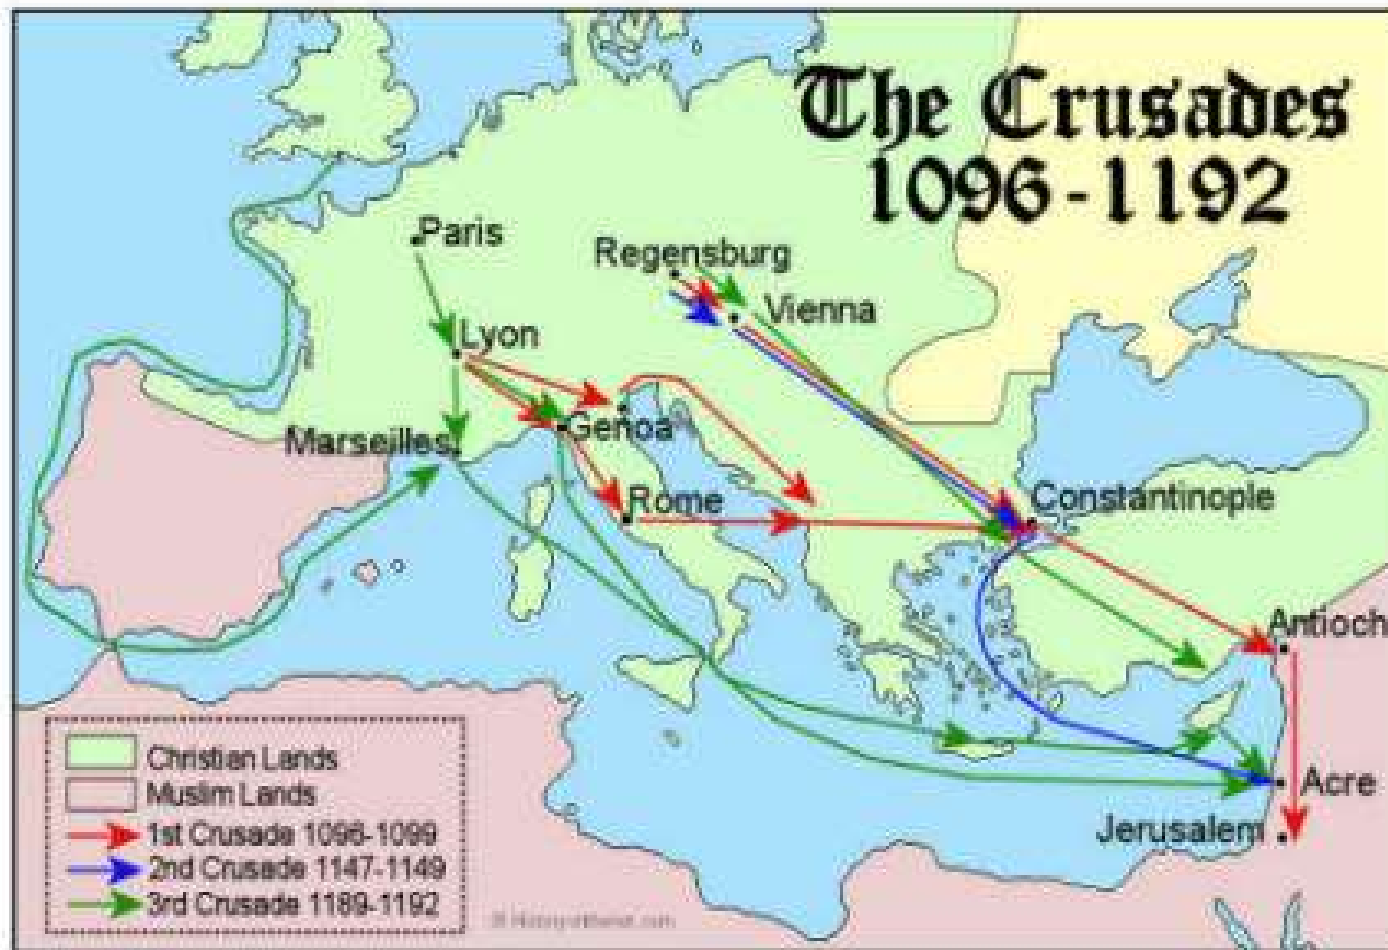 The Crusades
1096-1192
Paris
Regensburg
Vienna
Lyon
Genoa
Marseilles
Rome
Constantinople
Antioch
Acre
Jerusalem
Christian Lands
Muslim Lands
1st Crusade 1096-1099
2nd Crusade 1147-1149
3rd Crusade 1189-1192